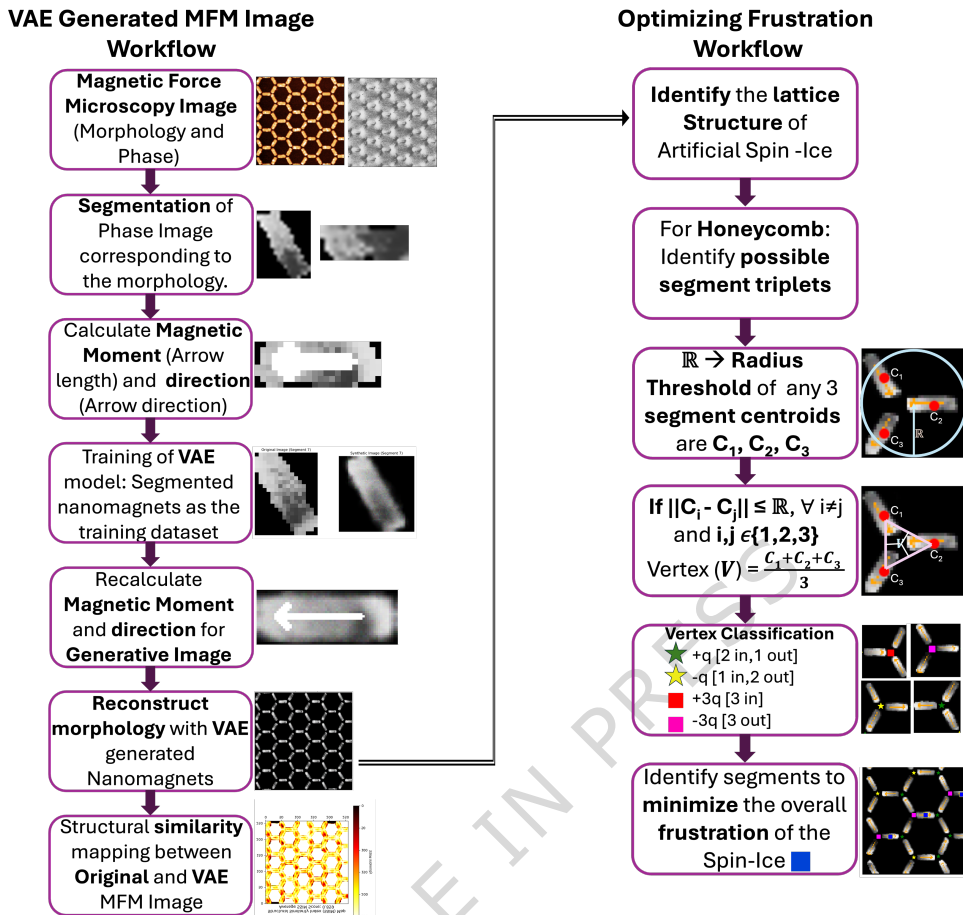 VAE Generated MFM Image
Workflow
Magnetic Force
Microscopy Image
(Morphology and
Phase)
Segmentation of
Phase Image
corresponding to
the morphology.
Calculate Magnetic
Moment (Arrow
length) and direction
(Arrow direction)
Training of VAE
model: Segmented
nanomagnets as the
training dataset
Original Image (Segment 7)
Synthetic Image (Segment 7)
Recalculate
Magnetic Moment
and direction for
Generative Image
Reconstruct
morphology with VAE
generated
Nanomagnets
Structural similarity
mapping between
Original and VAE
MFM Image
Optimizing Frustration
Workflow
Identify the lattice
Structure of
Artificial Spin -Ice
For Honeycomb:
Identify possible
segment triplets
ℝ → Radius
Threshold of any 3
segment centroids
are C₁, C₂, C₃
C₁
C₂
C₃
ℝ
If ||Cᵢ - Cⱼ|| ≤ ℝ, ∀ i≠j
and i,j ϵ{1,2,3}
Vertex (V) = C₁+C₂+C₃
3
C₁
V
C₂
C₃
Vertex Classification
+q [2 in,1 out]
-q [1 in,2 out]
+3q [3 in]
-3q [3 out]
Identify segments to
minimize the overall
frustration of the
Spin-Ice
E IN PRESS